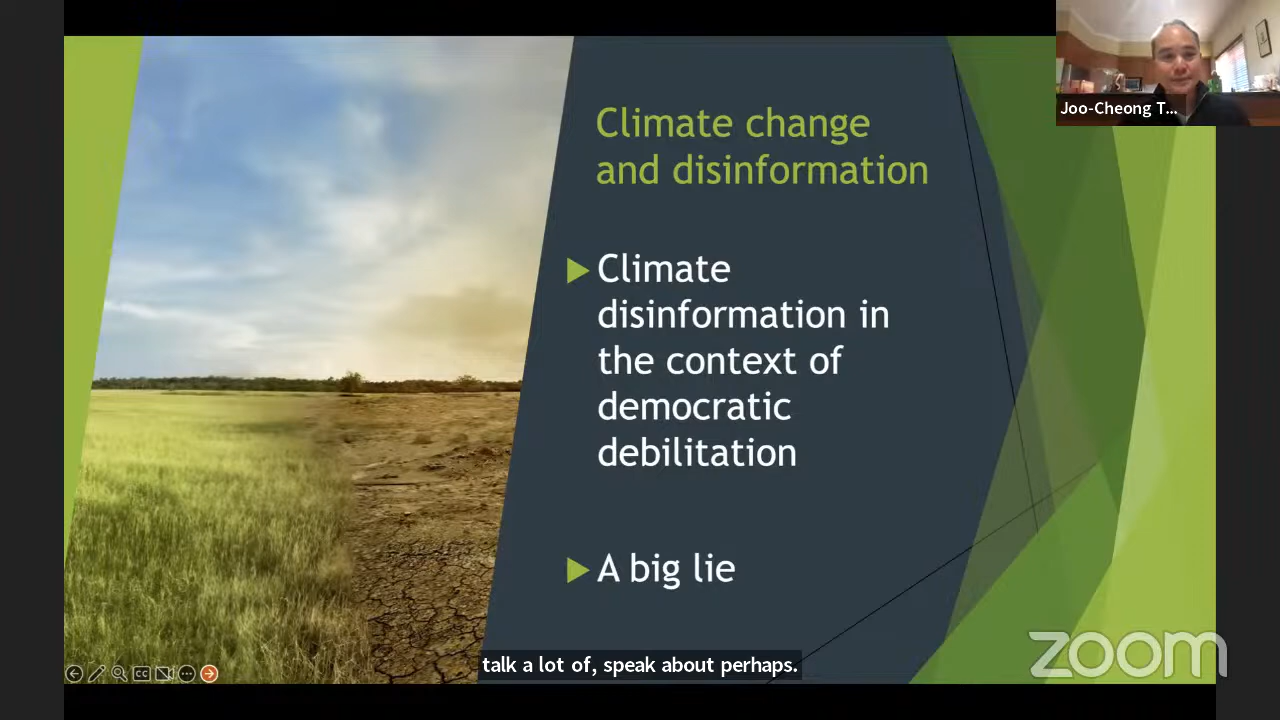 Joo-Cheong T...
Climate change
and disinformation
Climate
disinformation in
the context of
democratic
debilitation
A big lie
talk a lot of, speak about perhaps.
CC
zoom